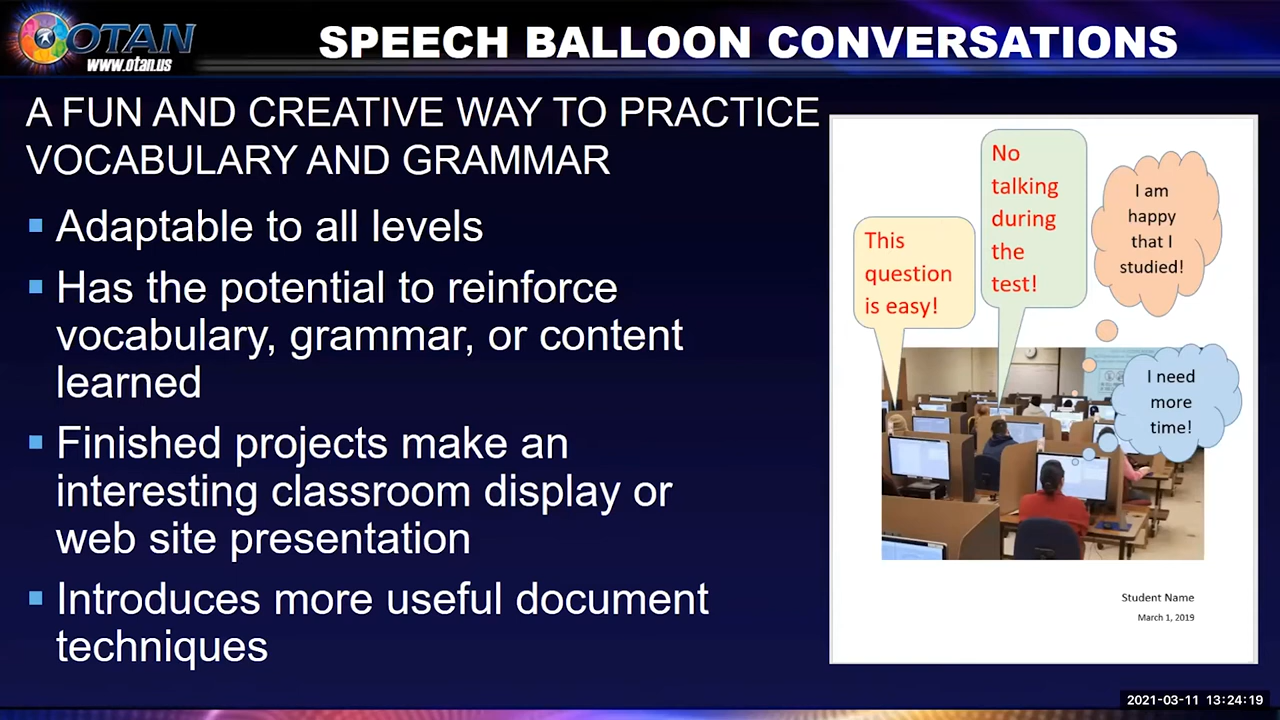 OTAN
www.otan.us
SPEECH BALLOON CONVERSATIONS
A FUN AND CREATIVE WAY TO PRACTICE
VOCABULARY AND GRAMMAR
Adaptable to all levels
Has the potential to reinforce
vocabulary, grammar, or content
learned
Finished projects make an
interesting classroom display or
web site presentation
Introduces more useful document
techniques
This
question
is easy!
No
talking
during
the
test!
I am
happy
that I
studied!
I need
more
time!
Student Name
March 1, 2019
2021-03-11 13:24:19